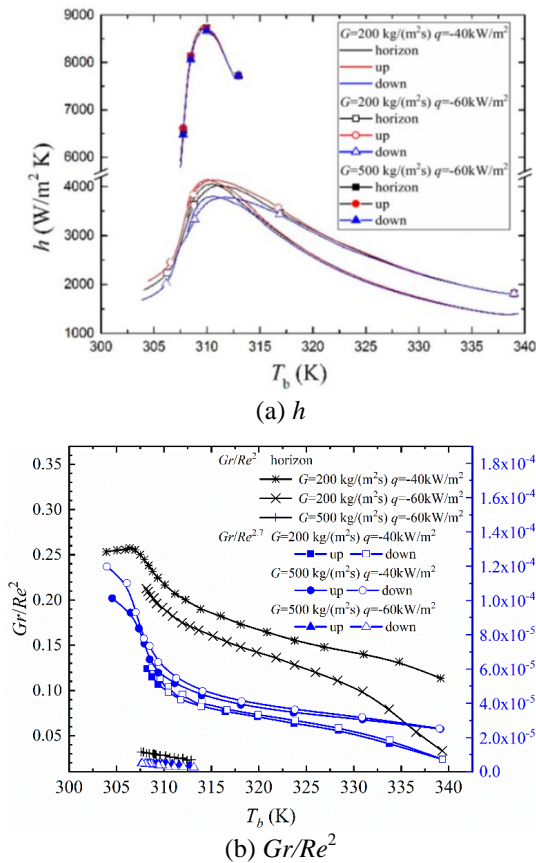 9000
8500
8000
7500
7000
6500
6000
4000
3000
2000
1000
h (W/m²K)
G=200 kg/(m²s) q=-40kW/m²
horizon
up
down
G=200 kg/(m²s) q=-60kW/m²
horizon
up
down
G=500 kg/(m²s) q=-60kW/m²
horizon
up
down
300 305 310 315 320 325 330 335 340
T_b (K)
(a) h
0.35
0.30
0.25
0.20
0.15
0.10
0.05
Gr/Re²
Gr/Re² horizon
G=200 kg/(m²s) q=-40kW/m²
G=200 kg/(m²s) q=-60kW/m²
G=500 kg/(m²s) q=-60kW/m²
Gr/Re²·⁷ G=200 kg/(m²s) q=-40kW/m²
up down
G=500 kg/(m²s) q=-40kW/m²
up down
G=500 kg/(m²s) q=-60kW/m²
up down
1.8x10⁻⁴
1.6x10⁻⁴
1.4x10⁻⁴
1.2x10⁻⁴
1.0x10⁻⁴
8.0x10⁻⁵
6.0x10⁻⁵
4.0x10⁻⁵
2.0x10⁻⁵
0.0
300 305 310 315 320 325 330 335 340
T_b (K)
(b) Gr/Re²